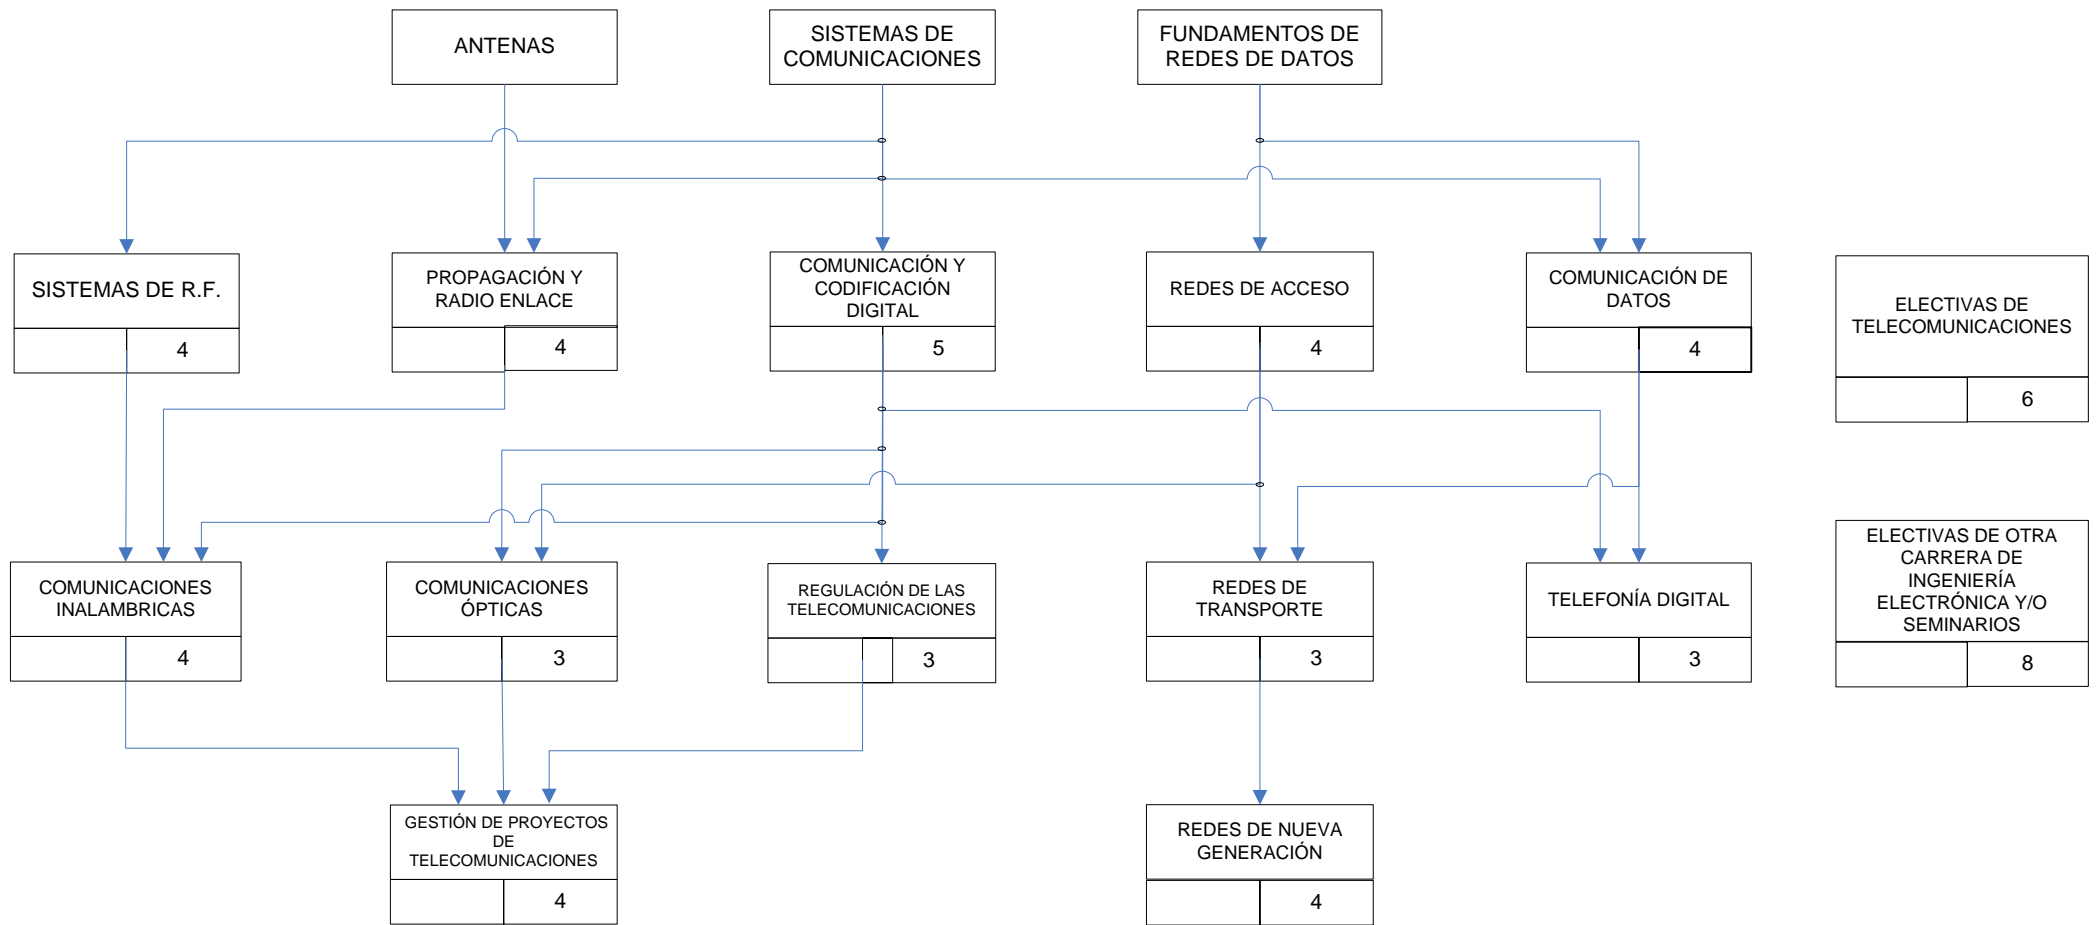 ANTENAS
SISTEMAS DE
COMUNICACIONES
FUNDAMENTOS DE
REDES DE DATOS
SISTEMAS DE R.F.
4
PROPAGACIÓN Y
RADIO ENLACE
4
COMUNICACIÓN Y
CODIFICACIÓN
DIGITAL
5
REDES DE ACCESO
4
COMUNICACIÓN DE
DATOS
4
ELECTIVAS DE
TELECOMUNICACIONES
6
COMUNICACIONES
INALAMBRICAS
4
COMUNICACIONES
ÓPTICAS
3
REGULACIÓN DE LAS
TELECOMUNICACIONES
3
REDES DE
TRANSPORTE
3
TELEFONÍA DIGITAL
3
ELECTIVAS DE OTRA
CARRERA DE
INGENIERÍA
ELECTRÓNICA Y/O
SEMINARIOS
8
GESTIÓN DE PROYECTOS
DE
TELECOMUNICACIONES
4
REDES DE NUEVA
GENERACIÓN
4